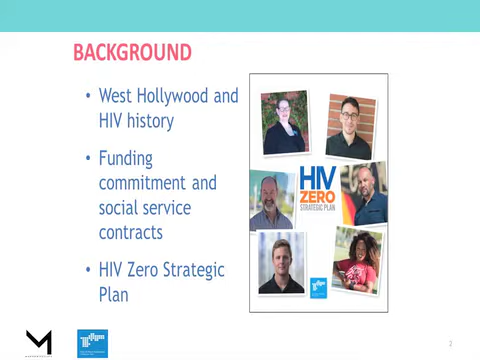 BACKGROUND
• West Hollywood and
HIV history
• Funding
commitment and
social service
contracts
• HIV Zero Strategic
Plan
HIV
ZERO
STRATEGIC PLAN
2